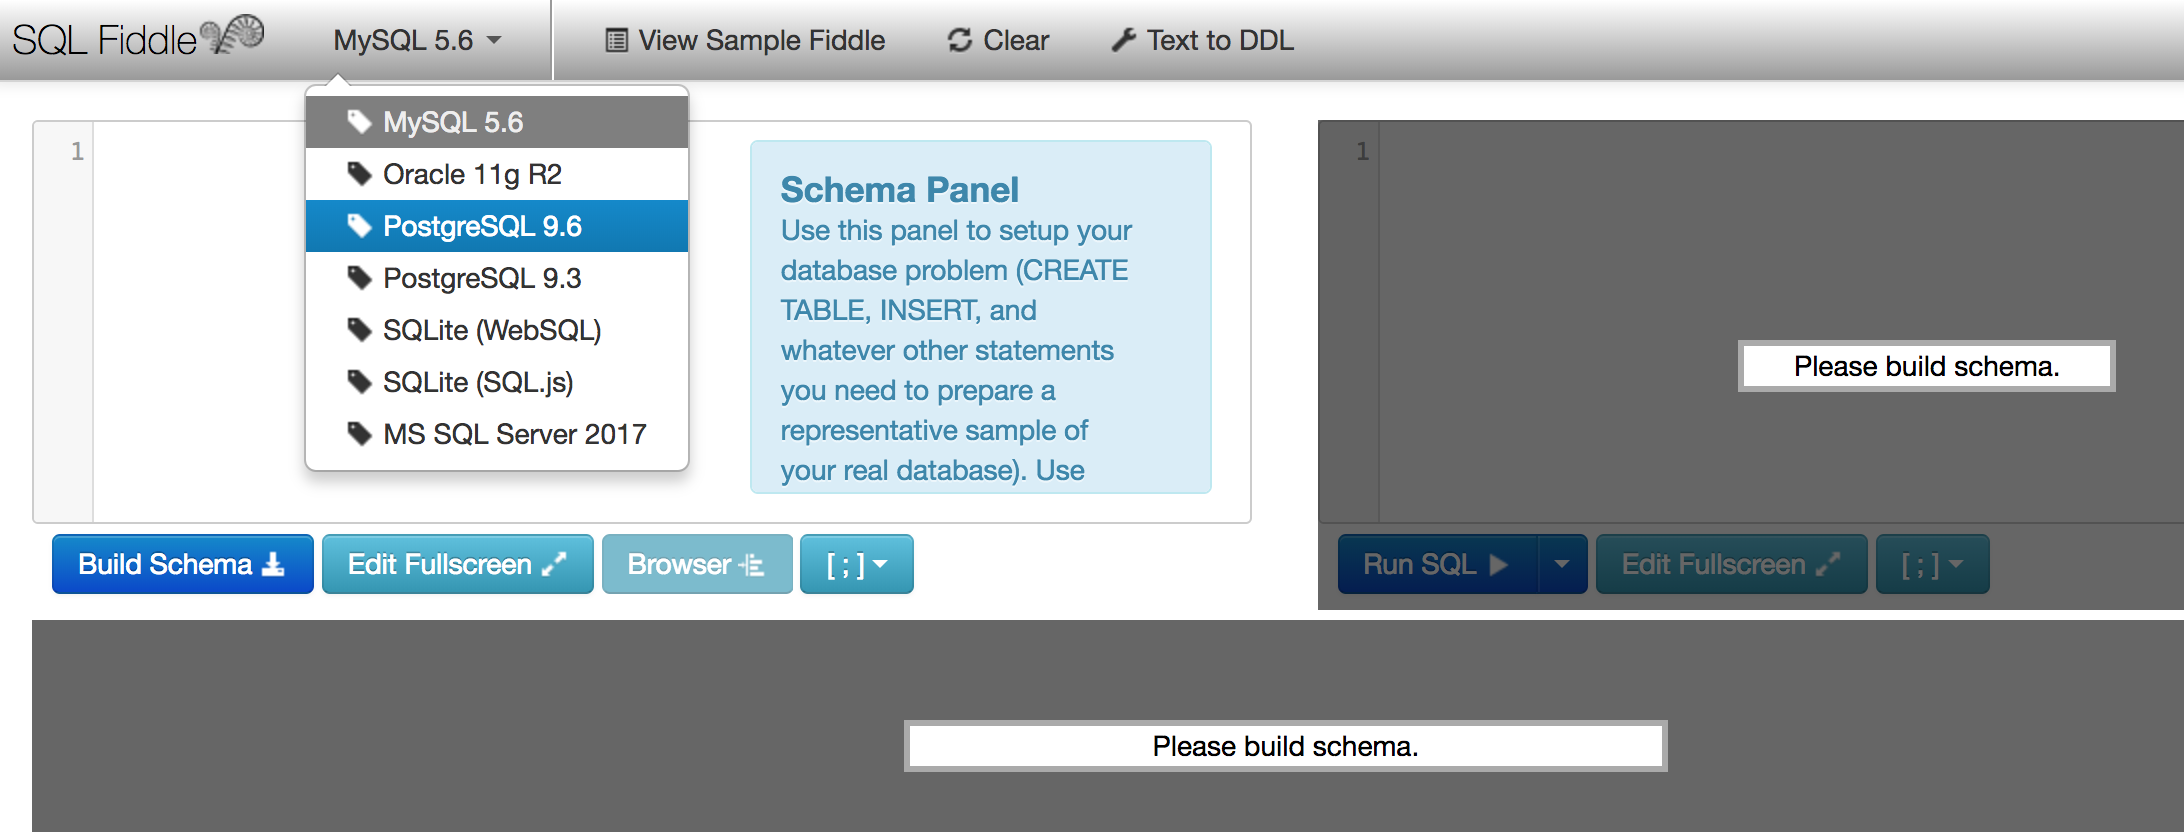 SQL Fiddle
MySQL 5.6
View Sample Fiddle
Clear
Text to DDL
MySQL 5.6
Oracle 11g R2
PostgreSQL 9.6
PostgreSQL 9.3
SQLite (WebSQL)
SQLite (SQL.js)
MS SQL Server 2017
1
Schema Panel
Use this panel to setup your
database problem (CREATE
TABLE, INSERT, and
whatever other statements
you need to prepare a
representative sample of
your real database). Use
1
Please build schema.
Build Schema
Edit Fullscreen
Browser
[ ; ]
Run SQL
Edit Fullscreen
[ ; ]
Please build schema.